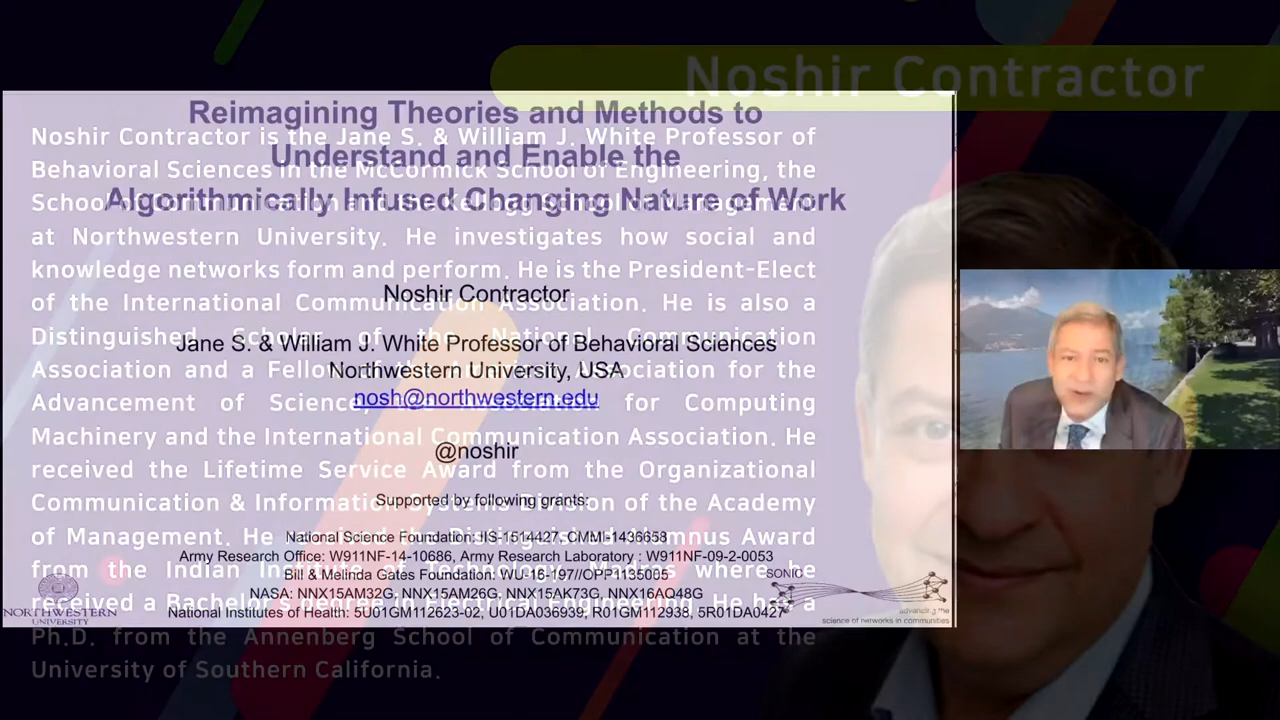 Noshir Contractor
Reimagining Theories and Methods to
Understand and Enable the
Algorithmically Infused Changing Nature of Work
Noshir Contractor
Jane S. & William J. White Professor of Behavioral Sciences
Northwestern University, USA
nosh@northwestern.edu
@noshir
Supported by following grants:
National Science Foundation: IIS-1514427, CMMI-1436658
Army Research Office: W911NF-14-10686, Army Research Laboratory : W911NF-09-2-0053
Bill & Melinda Gates Foundation: WU-16-197//OPP1135005
NASA: NNX15AM32G, NNX15AM26G, NNX15AK73G, NNX16AQ48G
National Institutes of Health: 5U01GM112623-02, U01DA036939, R01GM112938, 5R01DA0427
NORTHWESTERN
UNIVERSITY
SONIC
advancing the
science of networks in communities
Noshir Contractor is the Jane S. & William J. White Professor of
Behavioral Sciences in the McCormick School of Engineering, the
School of Communication and the Kellogg School of Management
at Northwestern University. He investigates how social and
knowledge networks form and perform. He is the President-Elect
of the International Communication Association. He is also a
Distinguished Scholar of the National Communication
Association and a Fellow of the American Association for the
Advancement of Science, the Association for Computing
Machinery and the International Communication Association. He
received the Lifetime Service Award from the Organizational
Communication & Information Systems Division of the Academy
of Management. He received the Distinguished Alumnus Award
from the Indian Institute of Technology, Madras where he
received a Bachelor's degree in Electrical Engineering. He has a
Ph.D. from the Annenberg School of Communication at the
University of Southern California.